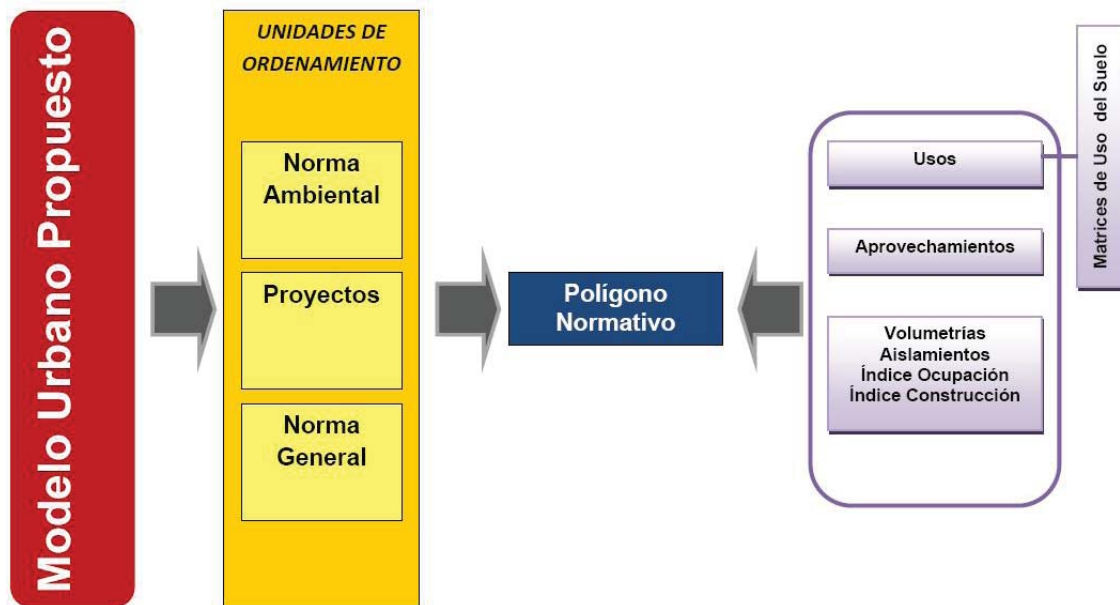 Modelo Urbano Propuesto
UNIDADES DE
ORDENAMIENTO
Norma
Ambiental
Proyectos
Norma
General
Polígono
Normativo
Usos
Aprovechamientos
Volumetrías
Aislamientos
Índice Ocupación
Índice Construcción
Matrices de Uso del Suelo